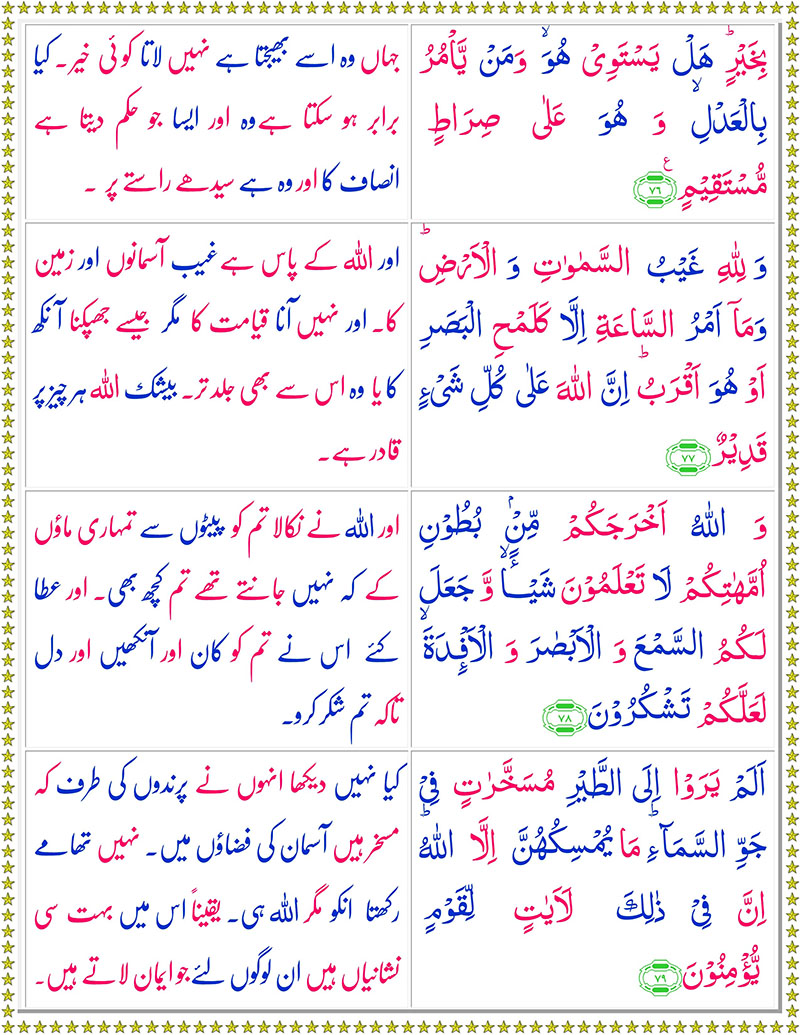 بِخَيْرٍ ؕ هَلْ يَسْتَوِىْ هُوَ ۙ وَمَنْ يَّاْمُرُ
بِالْعَدْلِ ۙ وَ هُوَ عَلٰى صِرَاطٍ
مُّسْتَقِيْمٍ ۧ ﴿۷۶﴾
جہاں وہ اسے بھیجتا ہے نہیں لاتا کوئی خیر۔ کیا
برابر ہو سکتا ہے وہ اور ایسا جو حکم دیتا ہے
انصاف کا اور وہ ہے سیدھے راستے پر ۔
وَ لِلّٰهِ غَيْبُ السَّمٰوٰتِ وَ الْاَرْضِ ؕ
وَمَاۤ اَمْرُ السَّاعَةِ اِلَّا كَلَمْحِ الْبَصَرِ
اَوْ هُوَ اَقْرَبُ ؕ اِنَّ اللّٰهَ عَلٰى كُلِّ شَىْءٍ
قَدِيْرٌ ﴿۷۷﴾
اور اللہ کے پاس ہے غیب آسمانوں اور زمین
کا۔ اور نہیں آنا قیامت کا مگر جیسے جھپکنا آنکھ
کا یا وہ اس سے بھی جلد تر۔ بیشک اللہ ہر چیز پر
قادر ہے۔
وَ اللّٰهُ اَخْرَجَكُمْ مِّنْۢ بُطُوْنِ
اُمَّهٰتِكُمْ لَا تَعْلَمُوْنَ شَيْـــًٔا ۙ وَّ جَعَلَ
لَـكُمُ السَّمْعَ وَ الْاَبْصٰرَ وَ الْاَفْـِٕدَةَ ۙ
لَعَلَّكُمْ تَشْكُرُوْنَ ﴿۷۸﴾
اور اللہ نے نکالا تم کو پیٹوں سے تمہاری ماؤں
کے کہ نہیں جانتے تھے تم کچھ بھی۔ اور عطا
کئے اس نے تم کو کان اور آنکھیں اور دل
تاکہ تم شکر کرو۔
اَلَمْ يَرَوْا اِلَى الطَّيْرِ مُسَخَّرٰتٍ فِىْ
جَوِّ السَّمَآءِ ؕ مَا يُمْسِكُهُنَّ اِلَّا اللّٰهُ ؕ
اِنَّ فِىْ ذٰلِكَ لَاَيٰتٍ لِّقَوْمٍ
يُّؤْمِنُوْنَ ﴿۷۹﴾
کیا نہیں دیکھا انہوں نے پرندوں کی طرف کہ
مسخر ہیں آسمان کی فضاؤں میں۔ نہیں تھامے
رکھتا انکو مگر اللہ ہی۔ یقیناً اس میں بہت سی
نشانیاں ہیں ان لوگوں لئے جو ایمان لاتے ہیں۔